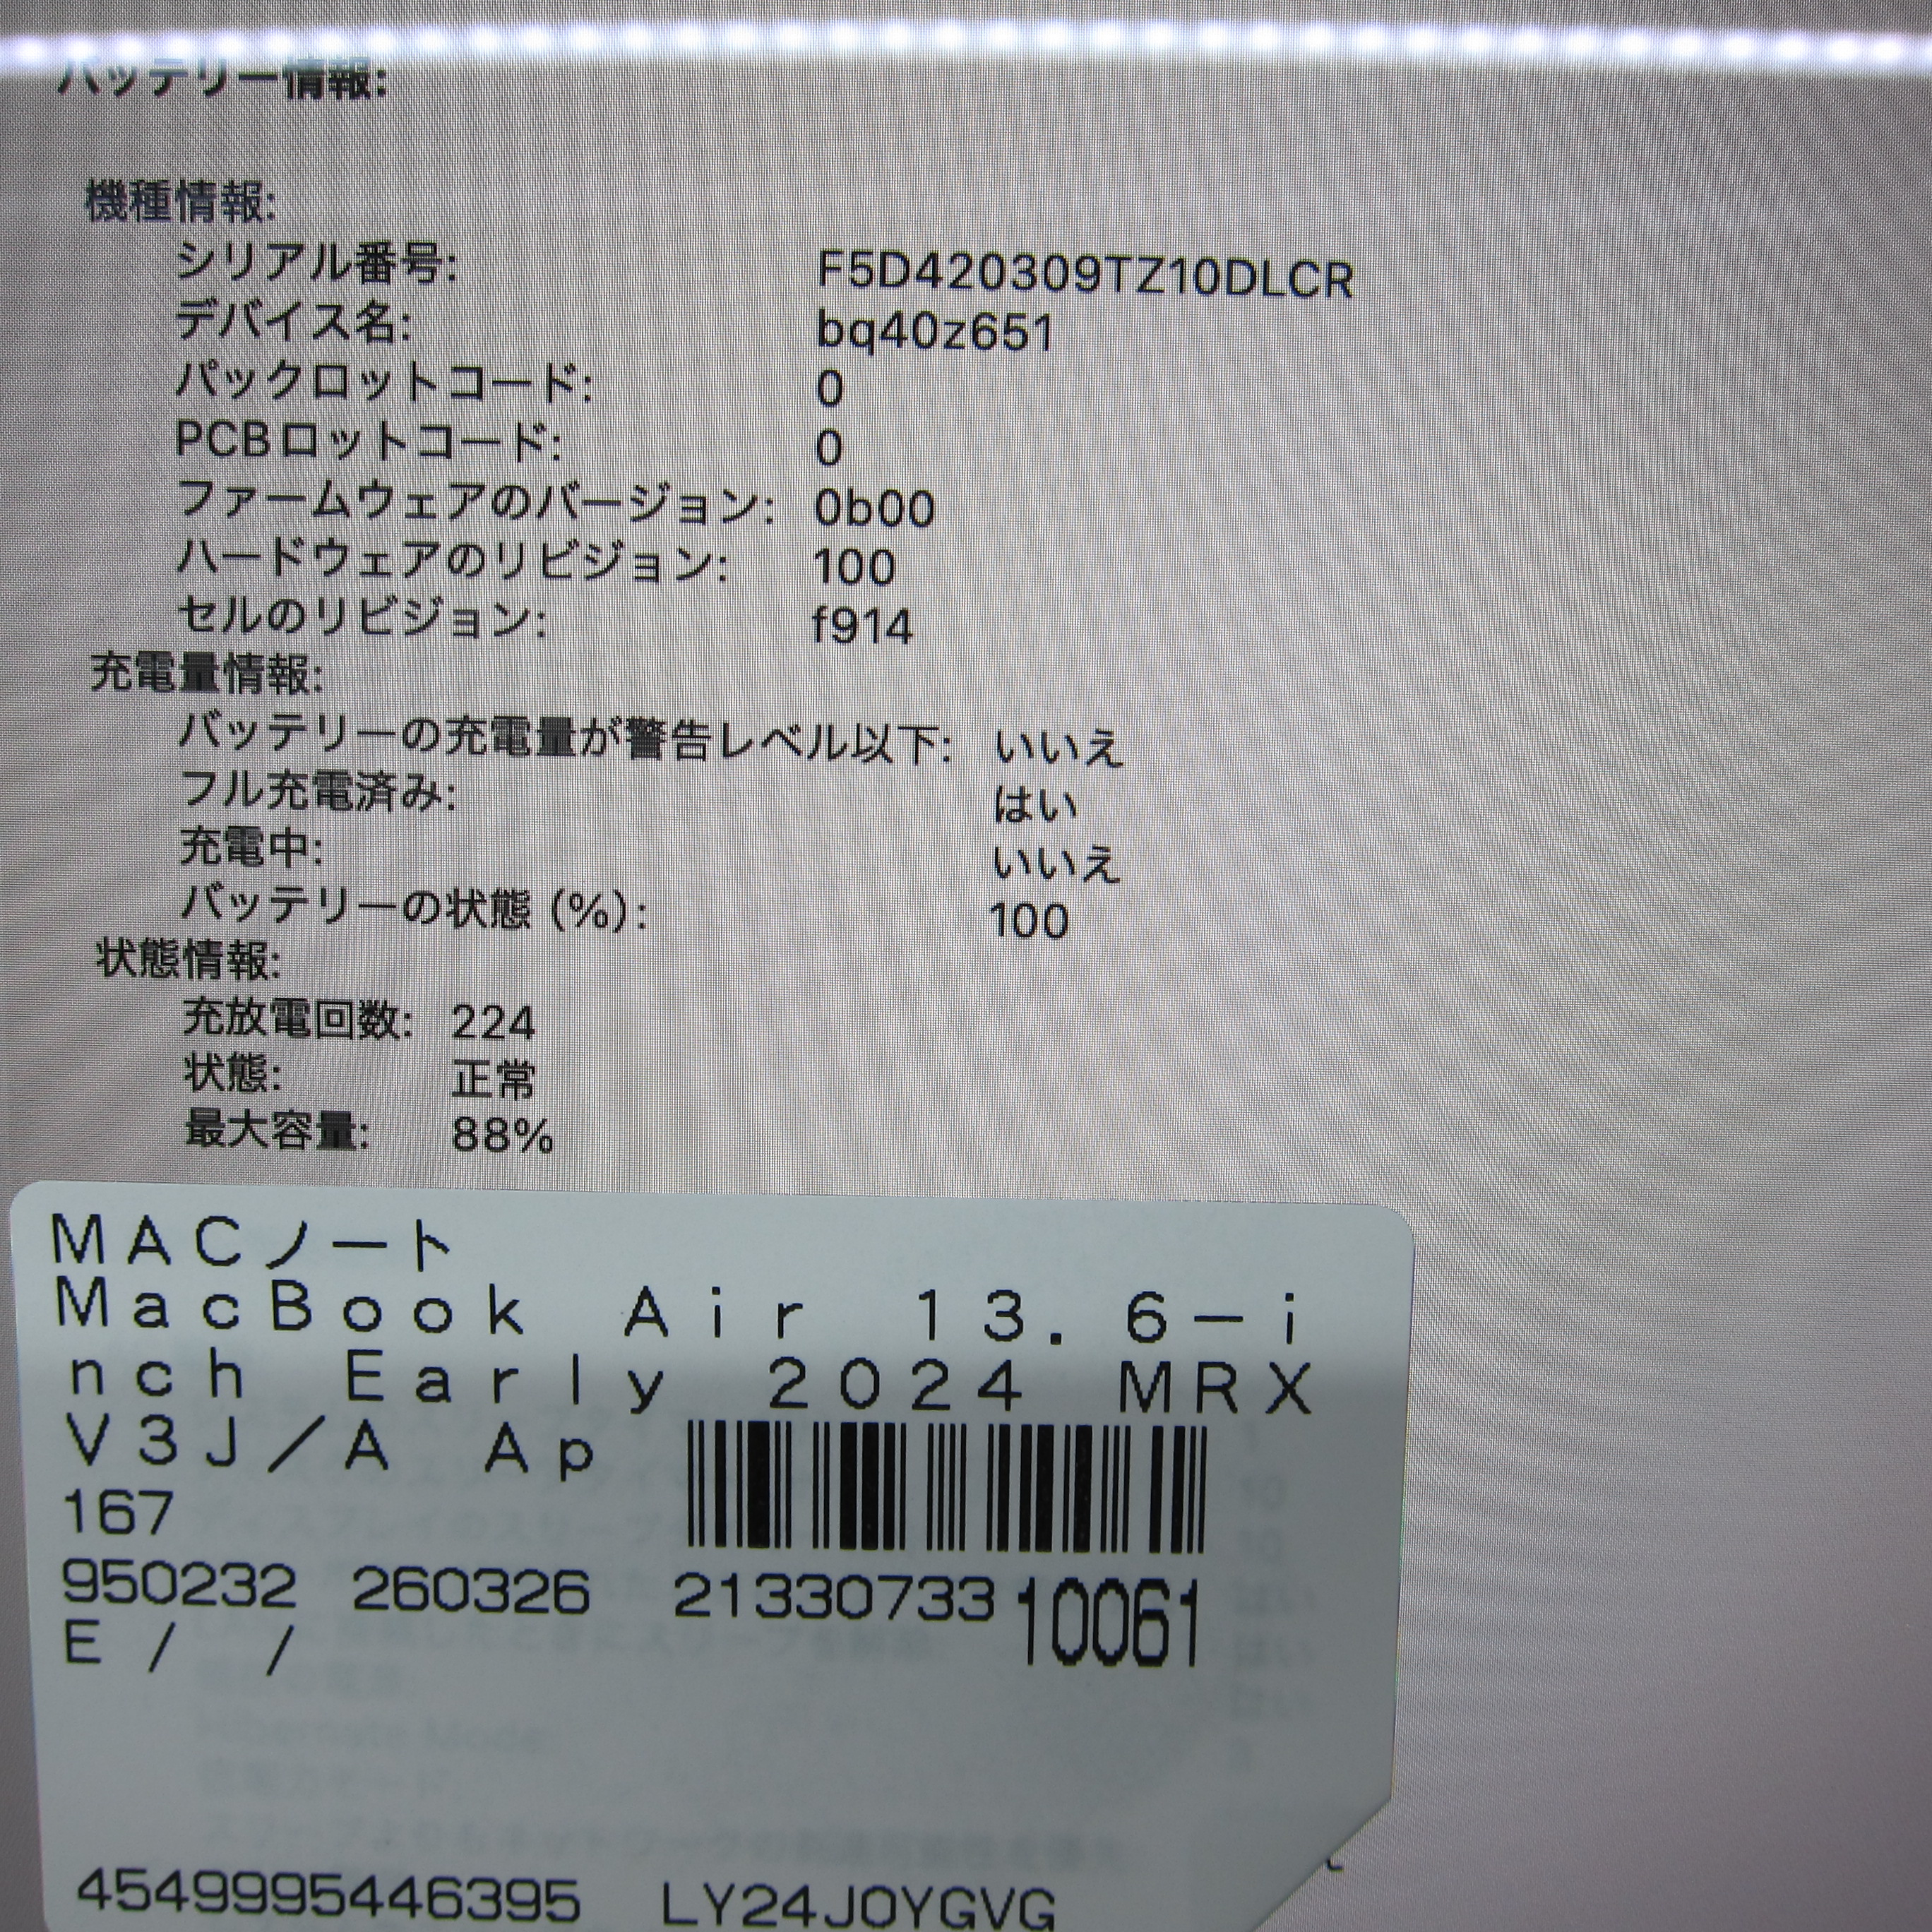 バッテリー情報:
機種情報:
シリアル番号: F5D420309TZ10DLCR
デバイス名: bq40z651
パックロットコード: 0
PCBロットコード: 0
ファームウェアのバージョン: 0b00
ハードウェアのリビジョン: 100
セルのリビジョン: f914
充電量情報:
バッテリーの充電量が警告レベル以下: いいえ
フル充電済み: はい
充電中: いいえ
バッテリーの状態 (%): 100
状態情報:
充放電回数: 224
状態: 正常
最大容量: 88%
MACノート
MacBook Air 13.6-i
nch Early 2024 MRX
V3J/A Ap
167
950232 260326 21330733 10061
E / /
4549995446395 LY24J0YGVG